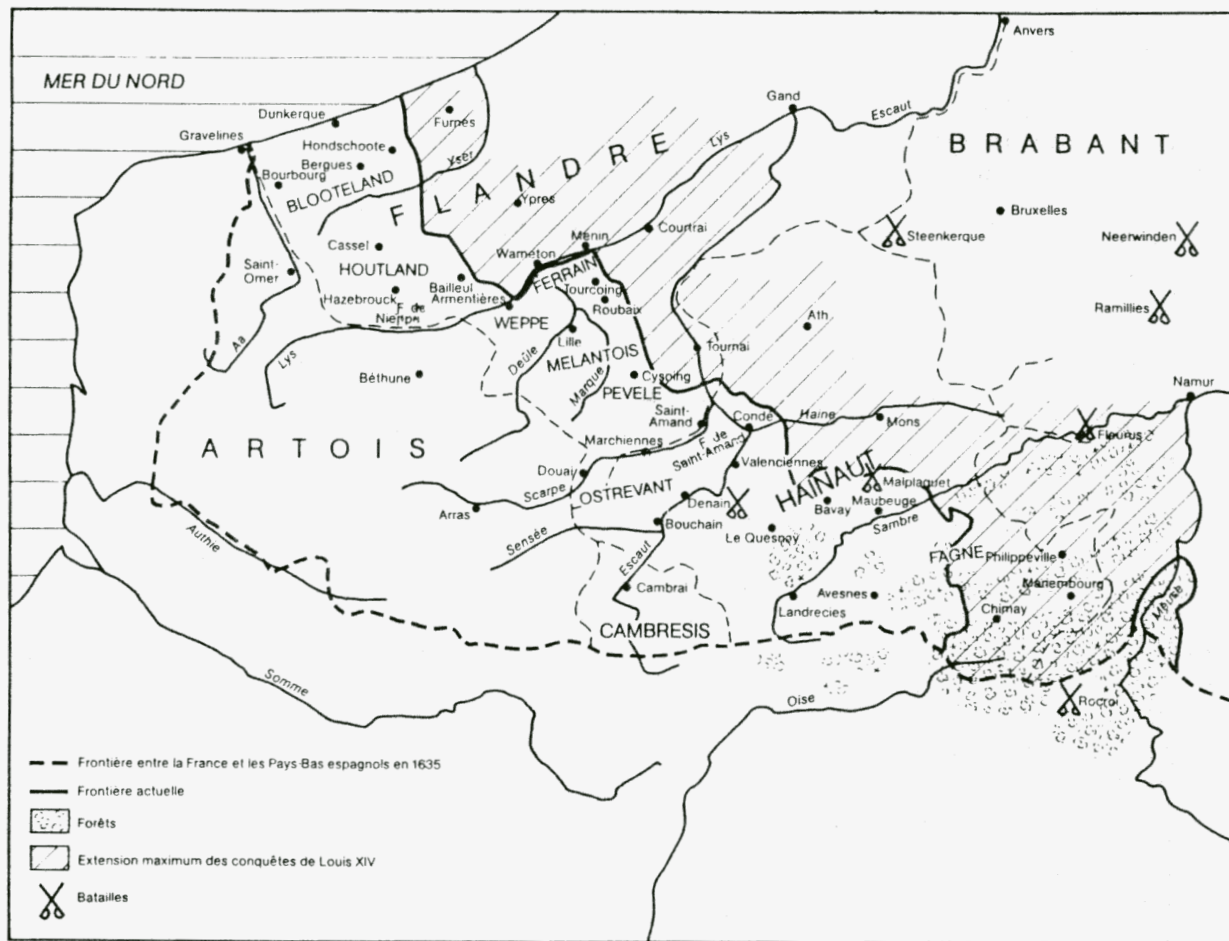 MER DU NORD
Anvers
Gand
Escaut
Dunkerque
Furnes
Gravelines
Hondschoote
Lys
BRABANT
Bergues
Yser
Bourbourg
BLOOTELAND
FLANDRE
Ypres
Bruxelles
Courtrai
Steenkerque
Neerwinden
Cassel
Menin
Warneton
Saint-
Omer
HOUTLAND
FERRAIN
Bailleul
Tourcoing
Hazebrouck
Armentières
F. de
Nieppe
Roubaix
Ramillies
WEPPE
Ath
Aa
Lys
Deûle
Lille
MELANTOIS
Tournai
Béthune
Marque
Cysoing
PEVELE
Namur
Saint-
Amand
Condé
Haine
Mons
ARTOIS
Marchiennes
F. de
Saint-Amand
Fleurus
Douay
Valenciennes
HAINAUT
Scarpe
OSTREVANT
Malplaquet
Arras
Denain
Bavay
Maubeuge
Bouchain
Sambre
Sensée
Le Quesnoy
Authie
Escaut
FAGNE
Philippeville
Cambrai
Avesnes
Mariembourg
Meuse
Landrecies
Chimay
CAMBRESIS
Somme
Oise
Rocroi
Frontière entre la France et les Pays-Bas espagnols en 1635
Frontière actuelle
Forêts
Extension maximum des conquêtes de Louis XIV
Batailles